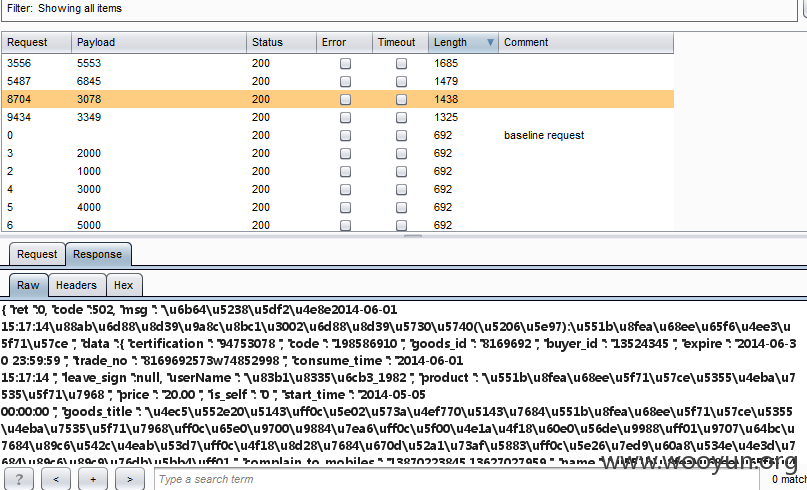 Filter: Showing all items
Request Payload Status Error Timeout Length Comment
3556 5553 200 1685
5487 6845 200 1479
8704 3078 200 1438
9434 3349 200 1325
0 200 692 baseline request
3 2000 200 692
2 1000 200 692
4 3000 200 692
5 4000 200 692
6 5000 200 692
Request Response
Raw Headers Hex
{ "ret ":0, "code ":502, "msg ": "\u6b64\u5238\u5df2\u4e8e2014-06-01
15:17:14\u88ab\u6d88\u8d39\u9a8c\u8bc1\u3002\u6d88\u8d39\u5730\u5740(\u5206\u5e97):\u551b\u8fea\u68ee\u65f6\u4ee3\u
5f71\u57ce ", "data ":{ "certification ": "94753078 ", "code ": "198586910 ", "goods_id ": "8169692 ", "buyer_id ": "13524345 ", "expire ": "2014-06-3
0 23:59:59 ", "trade_no ": "8169692573w74852998 ", "consume_time ": "2014-06-01
15:17:14 ", "leave_sign ":null, "userName ": "\u83b1\u8335\u6cb3_1982 ", "product ": "\u551b\u8fea\u68ee\u5f71\u57ce\u5355\u4eba\u7
535\u5f71\u7968 ", "price ": "20.00 ", "is_self ": "0 ", "start_time ": "2014-05-05
00:00:00 ", "goods_title ": "\u4ec5\u552e20\u5143\uff0c\u5e02\u573a\u4ef770\u5143\u7684\u551b\u8fea\u68ee\u5f71\u57ce\u5355
\u4eba\u7535\u5f71\u7968\uff0c\u65e0\u9700\u9884\u7ea6\uff0c\u5f00\u4e1a\u4f18\u60e0\u56de\u9988\uff01\u9707\u64bc\u
7684\u89c6\u542c\u4eab\u53d7\uff0c\u4f18\u8d28\u7684\u670d\u52a1\u73af\u5883\uff0c\u5e26\u7ed9\u60a8\u534e\u4e3d\u7
684\u89c6\u89c9\u76db\u5bb4\uff01 ", "complain_to_mobiles ": "13870223845,13627027959 ", "name ":
www.wooyun.org
? < + > Type a search term 0 matc